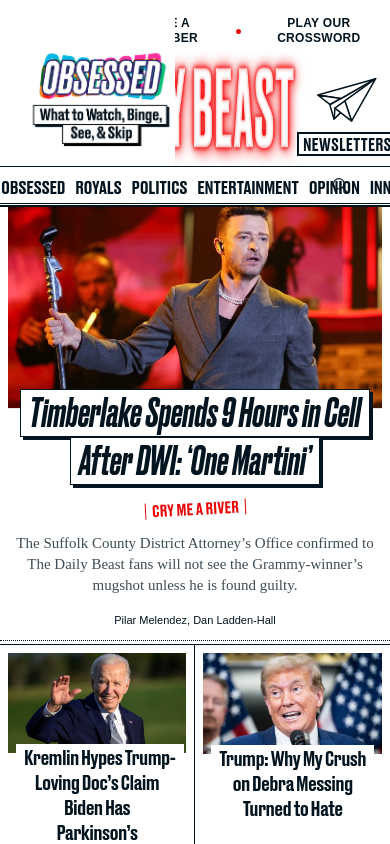 E A
BER
PLAY OUR
CROSSWORD
OBSESSED
What to Watch, Binge,
See, & Skip
Y BEAST
NEWSLETTERS
OBSESSED ROYALS POLITICS ENTERTAINMENT OPINION INN
Timberlake Spends 9 Hours in Cell
After DWI: ‘One Martini’
CRY ME A RIVER
The Suffolk County District Attorney’s Office confirmed to
The Daily Beast fans will not see the Grammy-winner’s
mugshot unless he is found guilty.
Pilar Melendez, Dan Ladden-Hall
Kremlin Hypes Trump-
Loving Doc’s Claim
Biden Has
Parkinson’s
Trump: Why My Crush
on Debra Messing
Turned to Hate